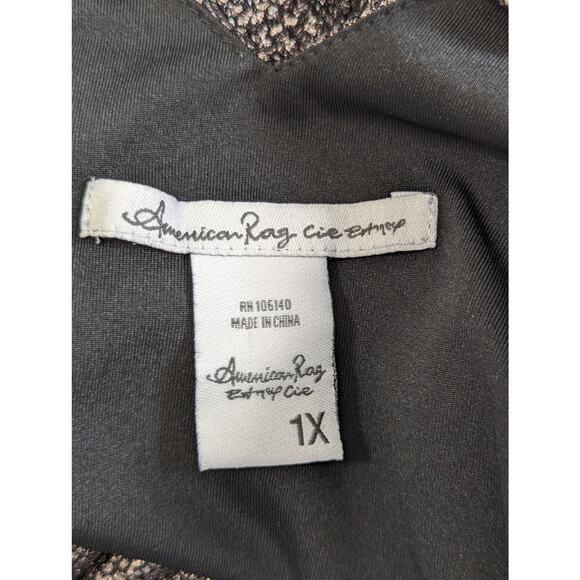 American Rag Cie
RN 106140
MADE IN CHINA
American Rag
Cie
1X